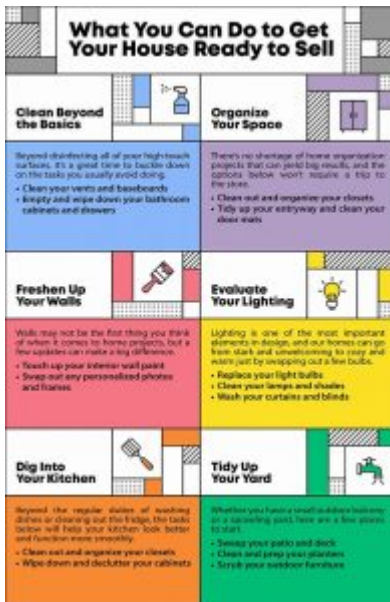 What You Can Do to Get
Your House Ready to Sell
Clean Beyond
the Basics
Beyond disinfecting all of your high-touch
surfaces, it's a great time to buckle down
on the tasks you usually avoid doing.
• Clean your vents and baseboards
• Empty and wipe down your bathroom
cabinets and drawers
Organize
Your Space
There's no shortage of home organization
projects that can yield big results, and the
options below won't require a trip to
the store.
• Clean out and organize your closets
• Tidy up your entryway and clean your
door mats
Freshen Up
Your Walls
Walls may not be the first thing you think
of when it comes to home projects, but a
few updates can make a big difference.
• Touch up your interior wall paint
• Swap out any personalized photos
and frames
Evaluate
Your Lighting
Lighting is one of the most important
elements in design, and our homes can go
from stark and unwelcoming to cozy and
warm just by swapping out a few bulbs.
• Replace your light bulbs
• Clean your lamps and shades
• Wash your curtains and blinds
Dig Into
Your Kitchen
Beyond the regular duties of washing
dishes or cleaning out the fridge, the tasks
below will help your kitchen look better
and function more smoothly.
• Clean out and organize your closets
• Wipe down and declutter your cabinets
Tidy Up
Your Yard
Whether you have a small outdoor balcony
or a sprawling yard, here are a few places
to start.
• Sweep your patio and deck
• Clean and prep your planters
• Scrub your outdoor furniture